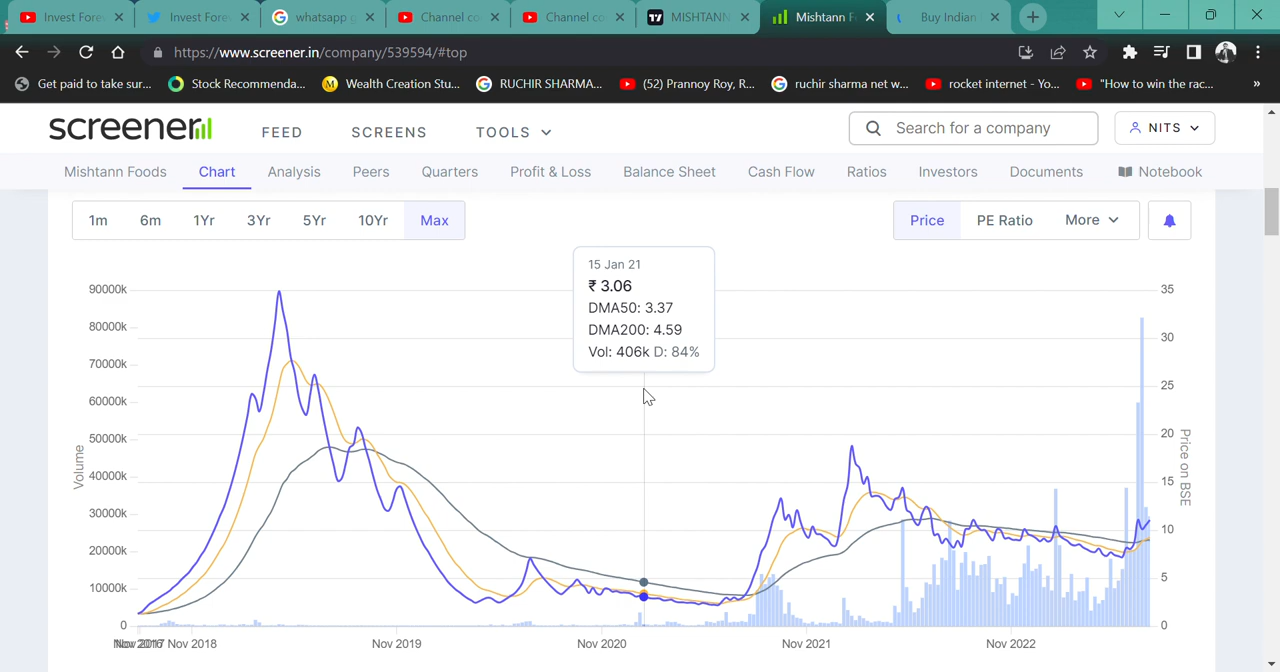 Invest Fore
Invest Fore
whatsapp g
Channel co
Channel co
MISHTANN
Mishtann F
Buy Indian
https://www.screener.in/company/539594/#top
Get paid to take sur...
Stock Recommenda...
Wealth Creation Stu...
RUCHIR SHARMA...
(52) Prannoy Roy, R...
ruchir sharma net w...
rocket internet - Yo...
"How to win the rac...
»
screener
FEED
SCREENS
TOOLS
Search for a company
NITS
Mishtann Foods
Chart
Analysis
Peers
Quarters
Profit & Loss
Balance Sheet
Cash Flow
Ratios
Investors
Documents
Notebook
1m
6m
1Yr
3Yr
5Yr
10Yr
Max
Price
PE Ratio
More
15 Jan 21
₹ 3.06
DMA50: 3.37
DMA200: 4.59
Vol: 406k D: 84%
90000k
80000k
70000k
60000k
50000k
40000k
30000k
20000k
10000k
0
Volume
35
30
25
20
15
10
5
0
Price on BSE
Nov 2018
Nov 2019
Nov 2020
Nov 2021
Nov 2022